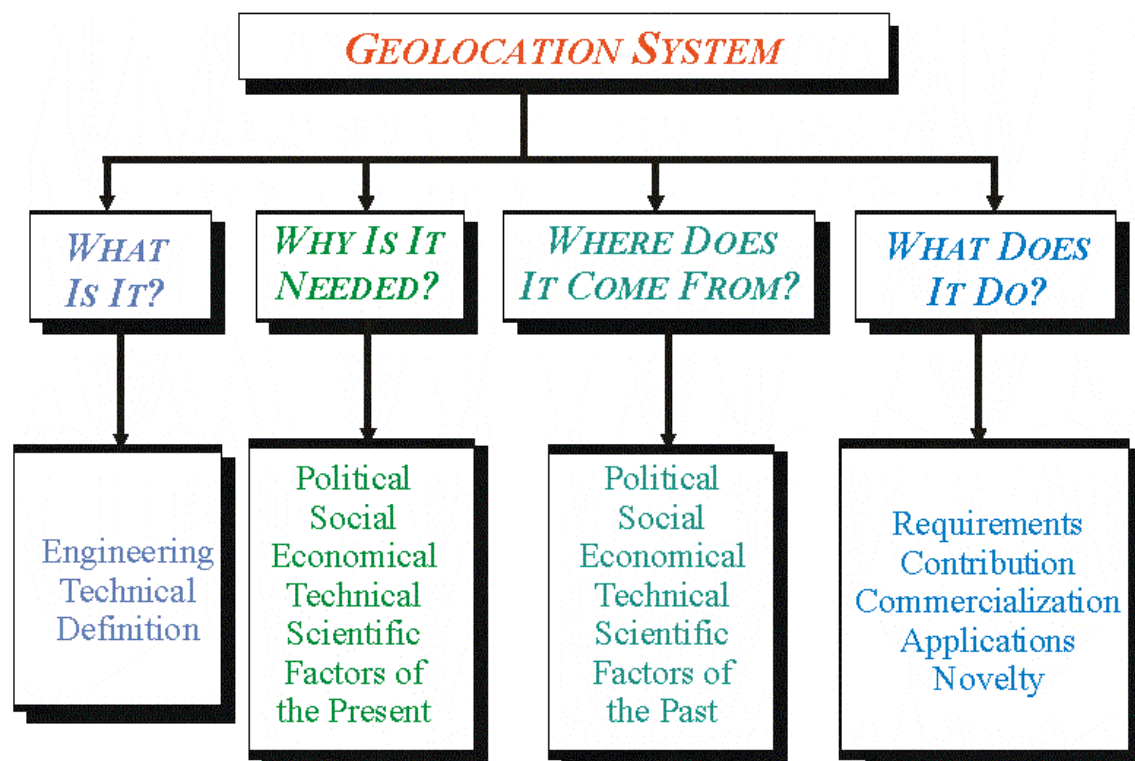 GEOLOCATION SYSTEM
WHAT
IS IT?
WHY IS IT
NEEDED?
WHERE DOES
IT COME FROM?
WHAT DOES
IT DO?
Engineering
Technical
Definition
Political
Social
Economical
Technical
Scientific
Factors of
the Present
Political
Social
Economical
Technical
Scientific
Factors of
the Past
Requirements
Contribution
Commercialization
Applications
Novelty